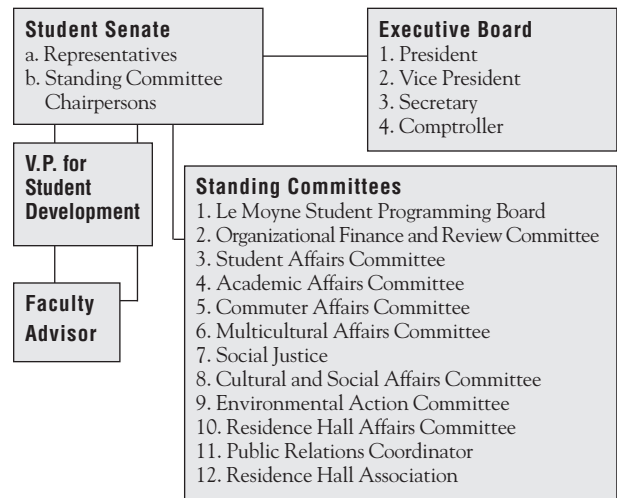 Student Senate
a. Representatives
b. Standing Committee
Chairpersons
Executive Board
1. President
2. Vice President
3. Secretary
4. Comptroller
V.P. for
Student
Development
Faculty
Advisor
Standing Committees
1. Le Moyne Student Programming Board
2. Organizational Finance and Review Committee
3. Student Affairs Committee
4. Academic Affairs Committee
5. Commuter Affairs Committee
6. Multicultural Affairs Committee
7. Social Justice
8. Cultural and Social Affairs Committee
9. Environmental Action Committee
10. Residence Hall Affairs Committee
11. Public Relations Coordinator
12. Residence Hall Association